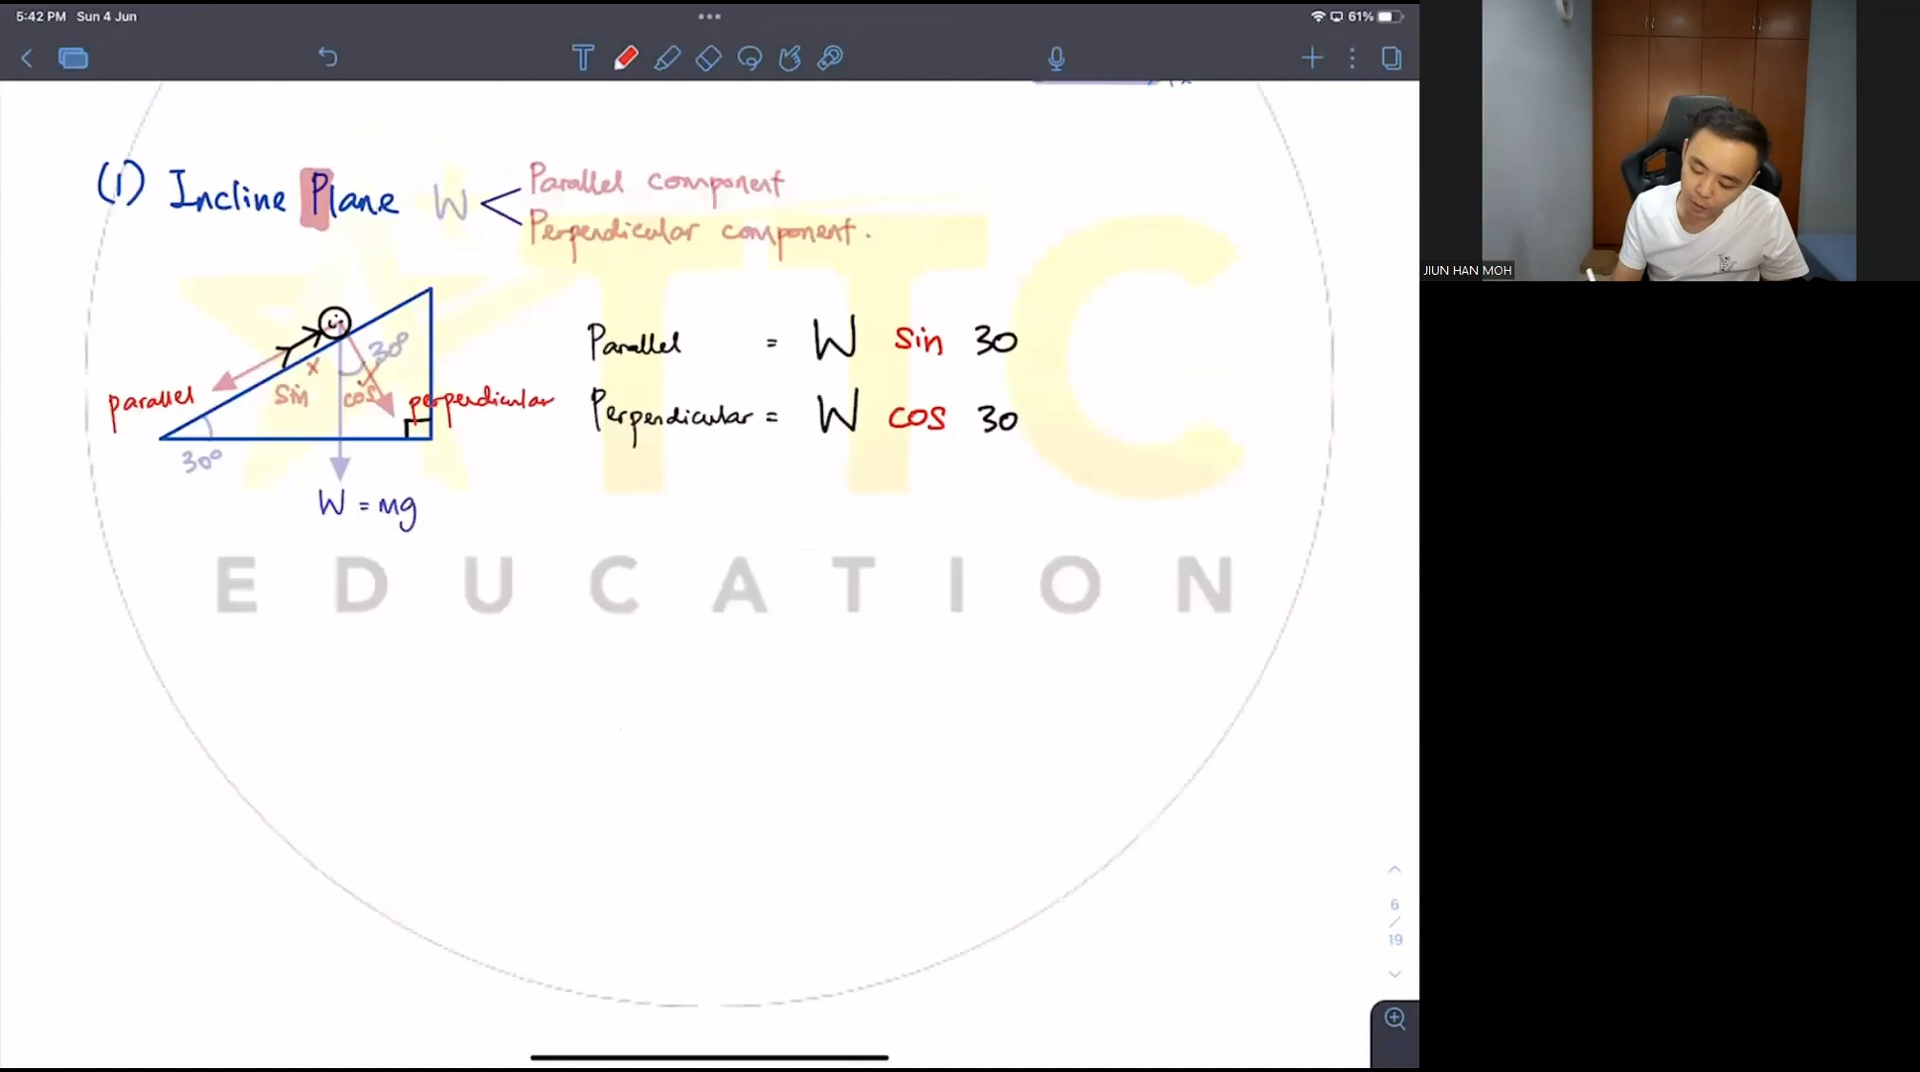 5:42 PM Sun 4 Jun
61%
(1) Incline Plane W
Parallel component
Perpendicular component.
TTC
EDUCATION
30°
x
sin
cos
parallel
perpendicular
30°
W = mg
Parallel = W sin 30
Perpendicular = W cos 30
JIUN HAN MOH
6
/
19